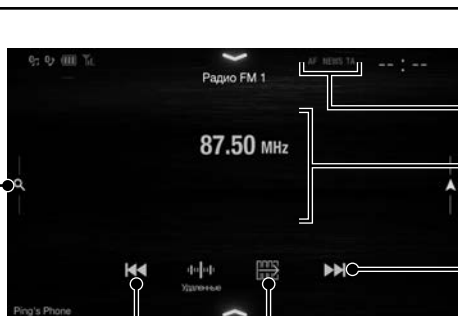 AF NEWS TA -- : --
Радио FM 1
87.50 MHz
Удаленные
Ping's Phone